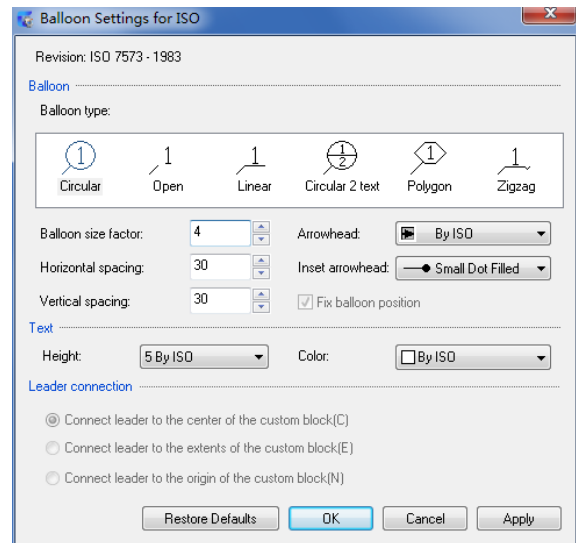 Balloon Settings for ISO
Revision: ISO 7573 - 1983
Balloon
Balloon type:
1 1 1 1 2 1 1
Circular Open Linear Circular 2 text Polygon Zigzag
Balloon size factor: 4 Arrowhead: By ISO
Horizontal spacing: 30 Inset arrowhead: Small Dot Filled
Vertical spacing: 30 Fix balloon position
Text
Height: 5 By ISO Color: By ISO
Leader connection
Connect leader to the center of the custom block(C)
Connect leader to the extents of the custom block(E)
Connect leader to the origin of the custom block(N)
Restore Defaults OK Cancel Apply